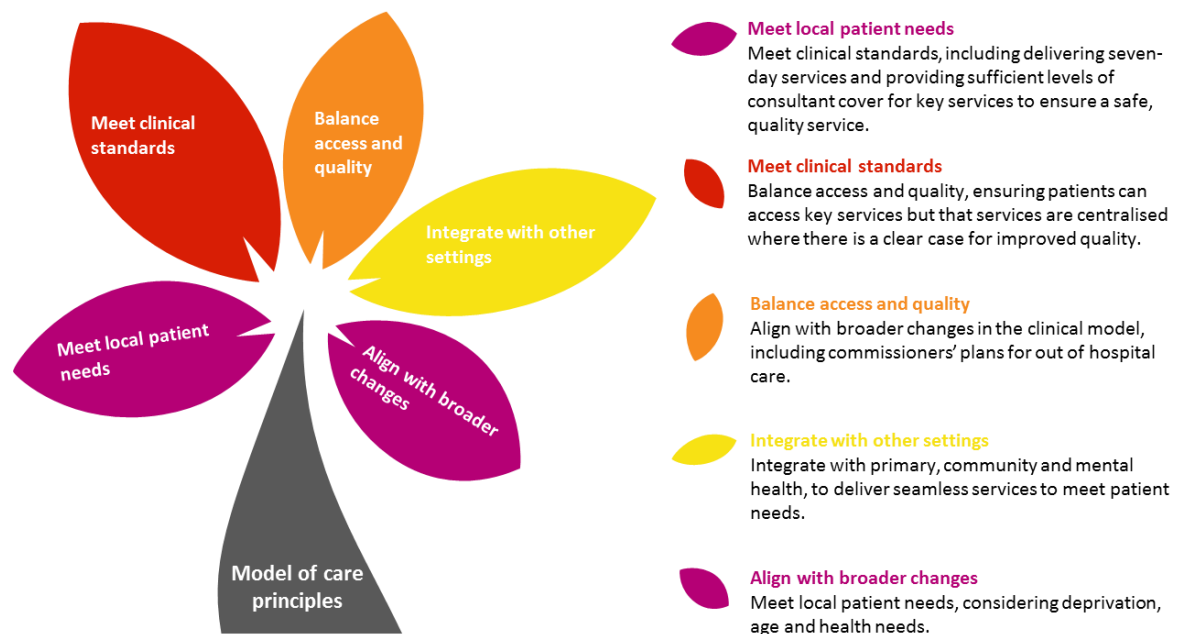 Meet clinical
standards
Balance
access and
quality
Integrate with other
settings
Meet local patient
needs
Align with broader
changes
Model of care
principles
Meet local patient needs
Meet clinical standards, including delivering seven-
day services and providing sufficient levels of
consultant cover for key services to ensure a safe,
quality service.
Meet clinical standards
Balance access and quality, ensuring patients can
access key services but that services are centralised
where there is a clear case for improved quality.
Balance access and quality
Align with broader changes in the clinical model,
including commissioners’ plans for out of hospital
care.
Integrate with other settings
Integrate with primary, community and mental
health, to deliver seamless services to meet patient
needs.
Align with broader changes
Meet local patient needs, considering deprivation,
age and health needs.